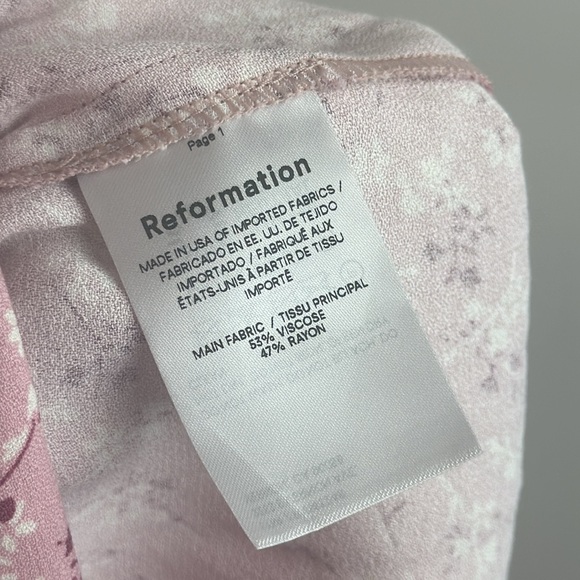 Page 1
Reformation
MADE IN USA OF IMPORTED FABRICS /
FABRICADO EN EE. UU. DE TEJIDO
IMPORTADO / FABRIQUÉ AUX
ÉTATS-UNIS À PARTIR DE TISSU
IMPORTÉ
MAIN FABRIC / TISSU PRINCIPAL
53% VISCOSE
47% RAYON